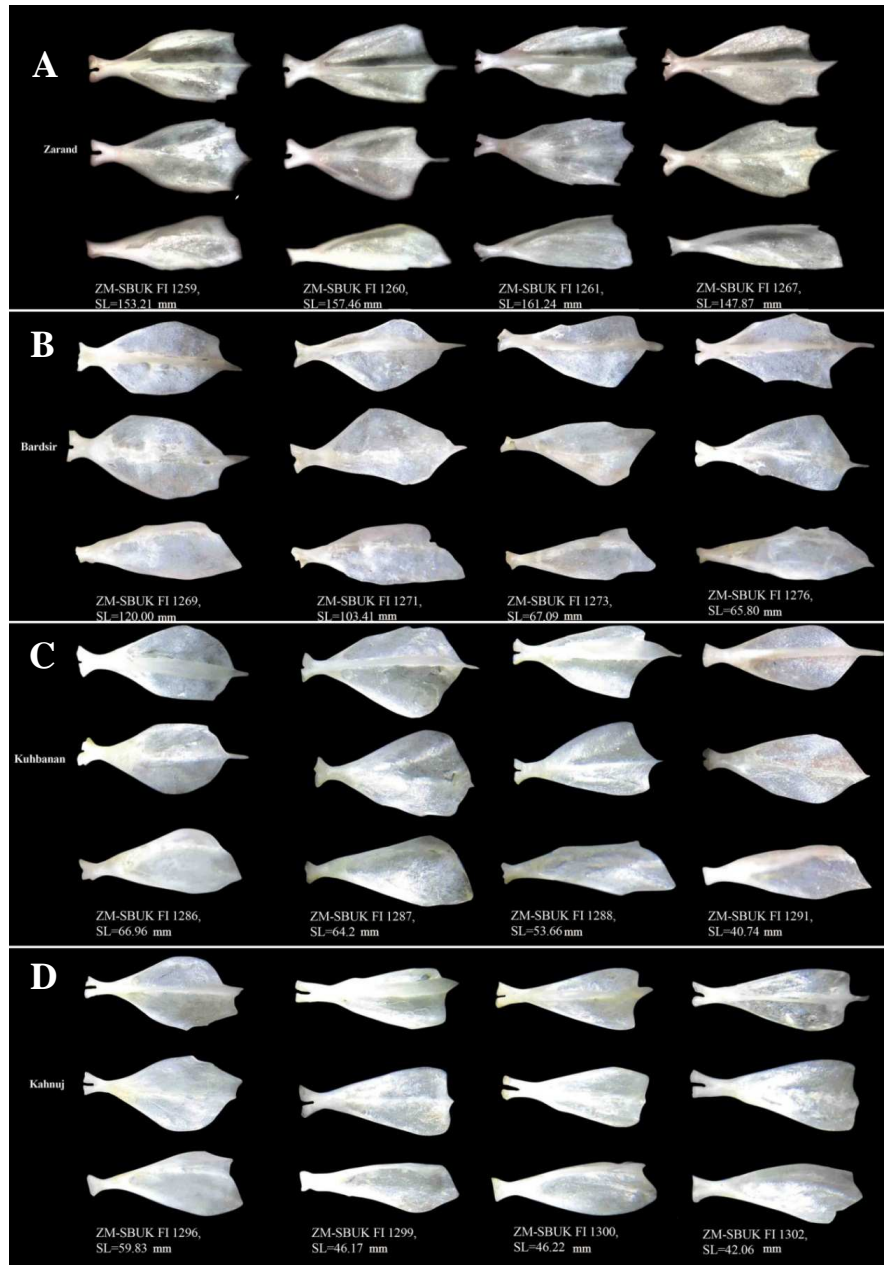 A
Zarand
ZM-SBUK FI 1259,
SL=153.21 mm
ZM-SBUK FI 1260,
SL=157.46 mm
ZM-SBUK FI 1261,
SL=161.24 mm
ZM-SBUK FI 1267,
SL=147.87 mm
B
Bardsir
ZM-SBUK FI 1269,
SL=120.00 mm
ZM-SBUK FI 1271,
SL=103.41 mm
ZM-SBUK FI 1273,
SL=67.09 mm
ZM-SBUK FI 1276,
SL=65.80 mm
C
Kuhbanan
ZM-SBUK FI 1286,
SL=66.96 mm
ZM-SBUK FI 1287,
SL=64.2 mm
ZM-SBUK FI 1288,
SL=53.66 mm
ZM-SBUK FI 1291,
SL=40.74 mm
D
Kahnuj
ZM-SBUK FI 1296,
SL=59.83 mm
ZM-SBUK FI 1299,
SL=46.17 mm
ZM-SBUK FI 1300,
SL=46.22 mm
ZM-SBUK FI 1302,
SL=42.06 mm